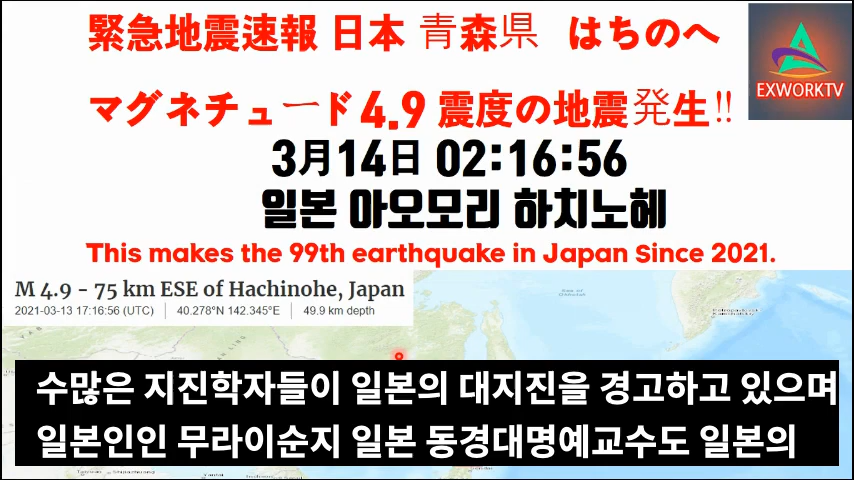 緊急地震速報 日本 青森県 はちのへ
EXWORKTV
マグネチュード 4.9 震度の地震発生!!
3月14日 02:16:56
일본 아오모리 하치노헤
This makes the 99th earthquake in Japan Since 2021.
M 4.9 - 75 km ESE of Hachinohe, Japan
2021-03-13 17:16:56 (UTC) 40.278°N 142.345°E 49.9 km depth
수많은 지진학자들이 일본의 대지진을 경고하고 있으며
일본인인 무라이순지 일본 동경대명예교수도 일본의